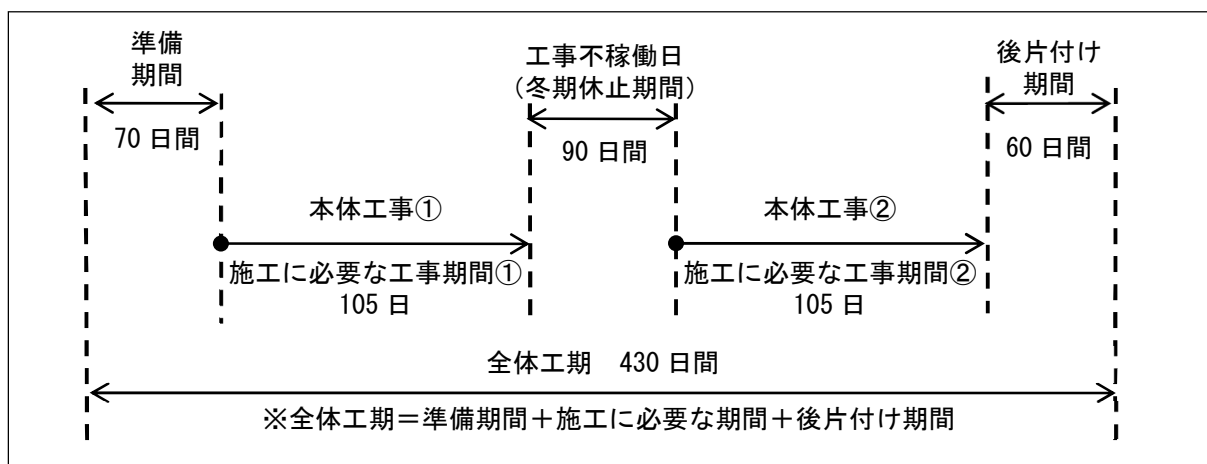 準備
期間
70 日間
工事不稼働日
（冬期休止期間）
90 日間
後片付け
期間
60 日間
本体工事①
施工に必要な工事期間①
105 日
本体工事②
施工に必要な工事期間②
105 日
全体工期　430 日間
※全体工期＝準備期間＋施工に必要な期間＋後片付け期間